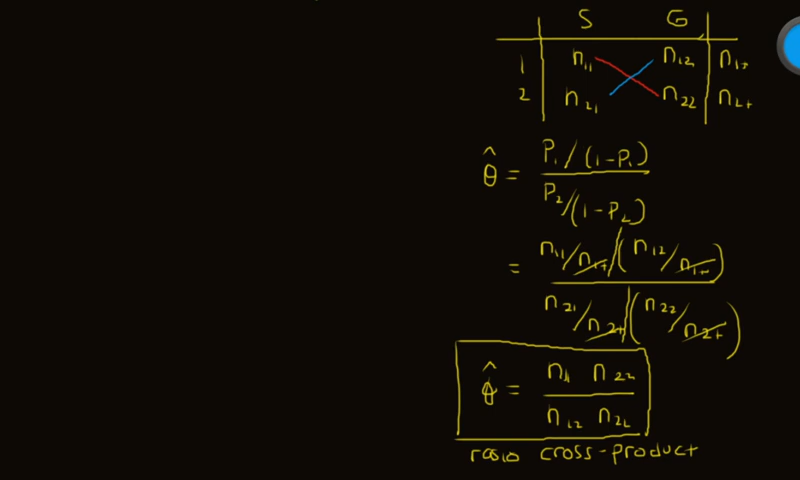 S G
1 n₁₁ n₁₂ n₁₊
2 n₂₁ n₂₂ n₂₊
θ̂ = P₁/(1-P₁)
P₂/(1-P₂)
= n₁₁/n₁₊/(n₁₂/n₁₊)
n₂₁/n₂₊/(n₂₂/n₂₊)
θ̂ = n₁₁ n₂₂
n₁₂ n₂₁
rasio cross-product